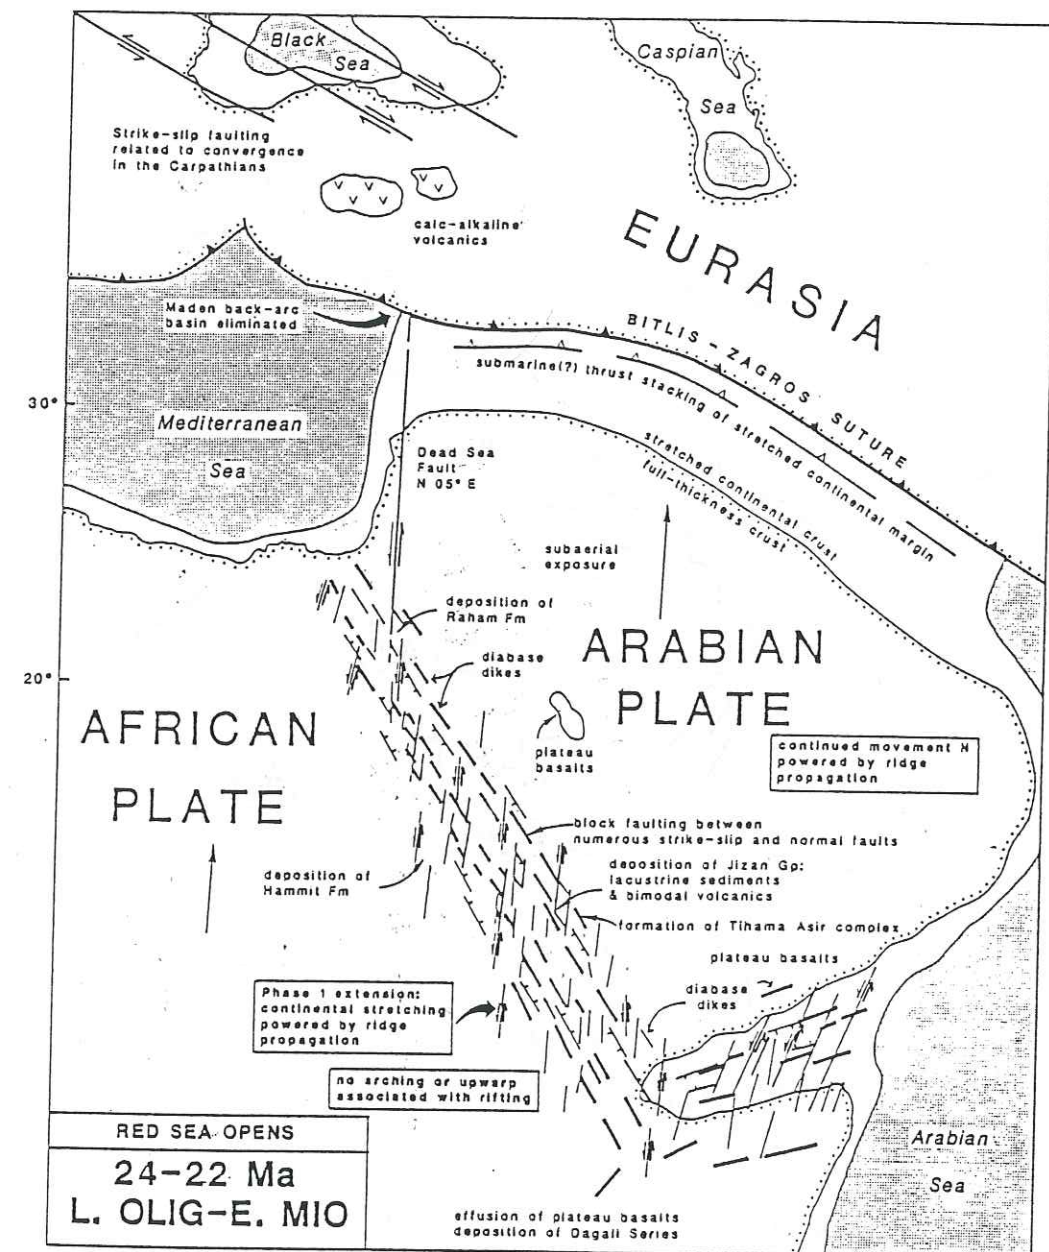 Black
Sea
Caspian
Sea
Strike-slip faulting
related to convergence
in the Carpathians
calc-alkaline
volcanics
EURASIA
Maden back-arc
basin eliminated
BITLIS - ZAGROS SUTURE
submarine(?) thrust stacking of stretched continental margin
30°
Mediterranean
Sea
Dead Sea
Fault
N 05° E
stretched continental crust
full-thickness crust
subaerial
exposure
deposition of
Raham Fm
20°
diabase
dikes
ARABIAN
PLATE
AFRICAN
PLATE
plateau
basalts
continued movement N
powered by ridge
propagation
block faulting between
numerous strike-slip and normal faults
deposition of
Hammit Fm
deposition of Jizan Gp:
lacustrine sediments
& bimodal volcanics
formation of Tihama Asir complex
plateau basalts
Phase 1 extension:
continental stretching
powered by ridge
propagation
diabase
dikes
no arching or upwarp
associated with rifting
RED SEA OPENS
24-22 Ma
L. OLIG-E. MIO
Arabian
Sea
effusion of plateau basalts
deposition of Dagali Series